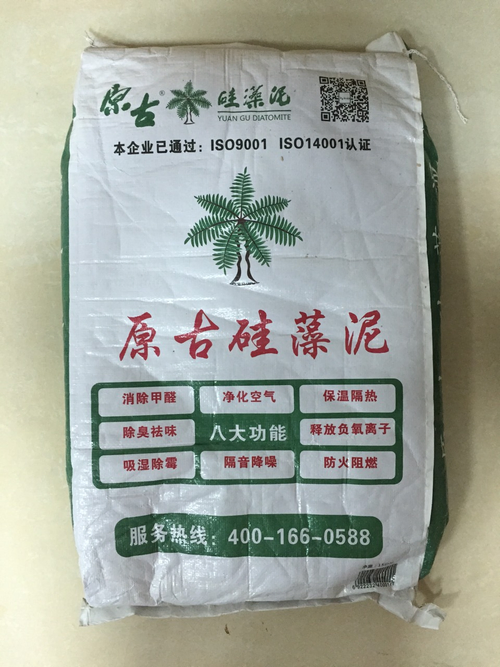 原古® 硅藻泥
YUAN GU DIATOMITE
本企业已通过：ISO9001 ISO14001认证
原古硅藻泥
消除甲醛 净化空气 保温隔热
除臭祛味 八大功能 释放负氧离子
吸湿除霉 隔音降噪 防火阻燃
服务热线：400-166-0588